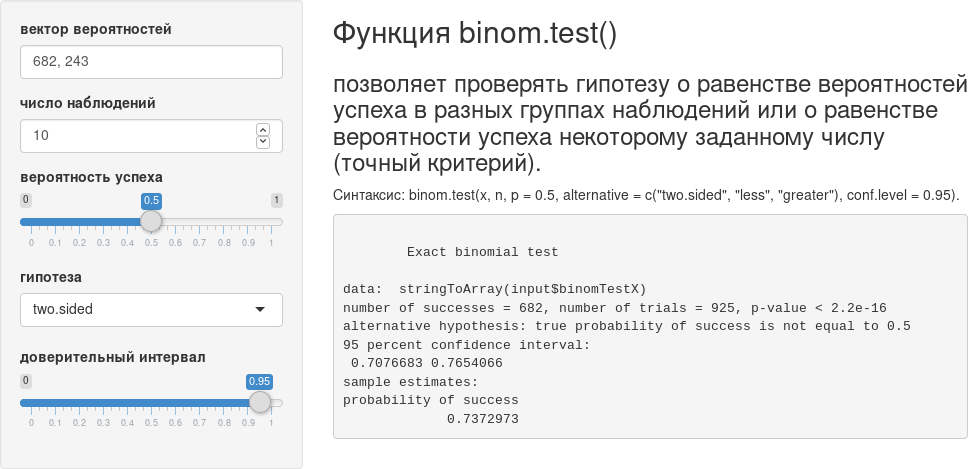 вектор вероятностей
682, 243
число наблюдений
10
вероятность успеха
0 0.5 1
0 0.1 0.2 0.3 0.4 0.5 0.6 0.7 0.8 0.9 1
гипотеза
two.sided
доверительный интервал
0 0.95
0 0.1 0.2 0.3 0.4 0.5 0.6 0.7 0.8 0.9 1
Функция binom.test()
позволяет проверять гипотезу о равенстве вероятностей
успеха в разных группах наблюдений или о равенстве
вероятности успеха некоторому заданному числу
(точный критерий).
Синтаксис: binom.test(x, n, p = 0.5, alternative = c("two.sided", "less", "greater"), conf.level = 0.95).
Exact binomial test
data:  stringToArray(input$binomTestX)
number of successes = 682, number of trials = 925, p-value < 2.2e-16
alternative hypothesis: true probability of success is not equal to 0.5
95 percent confidence interval:
0.7076683 0.7654066
sample estimates:
probability of success
0.7372973